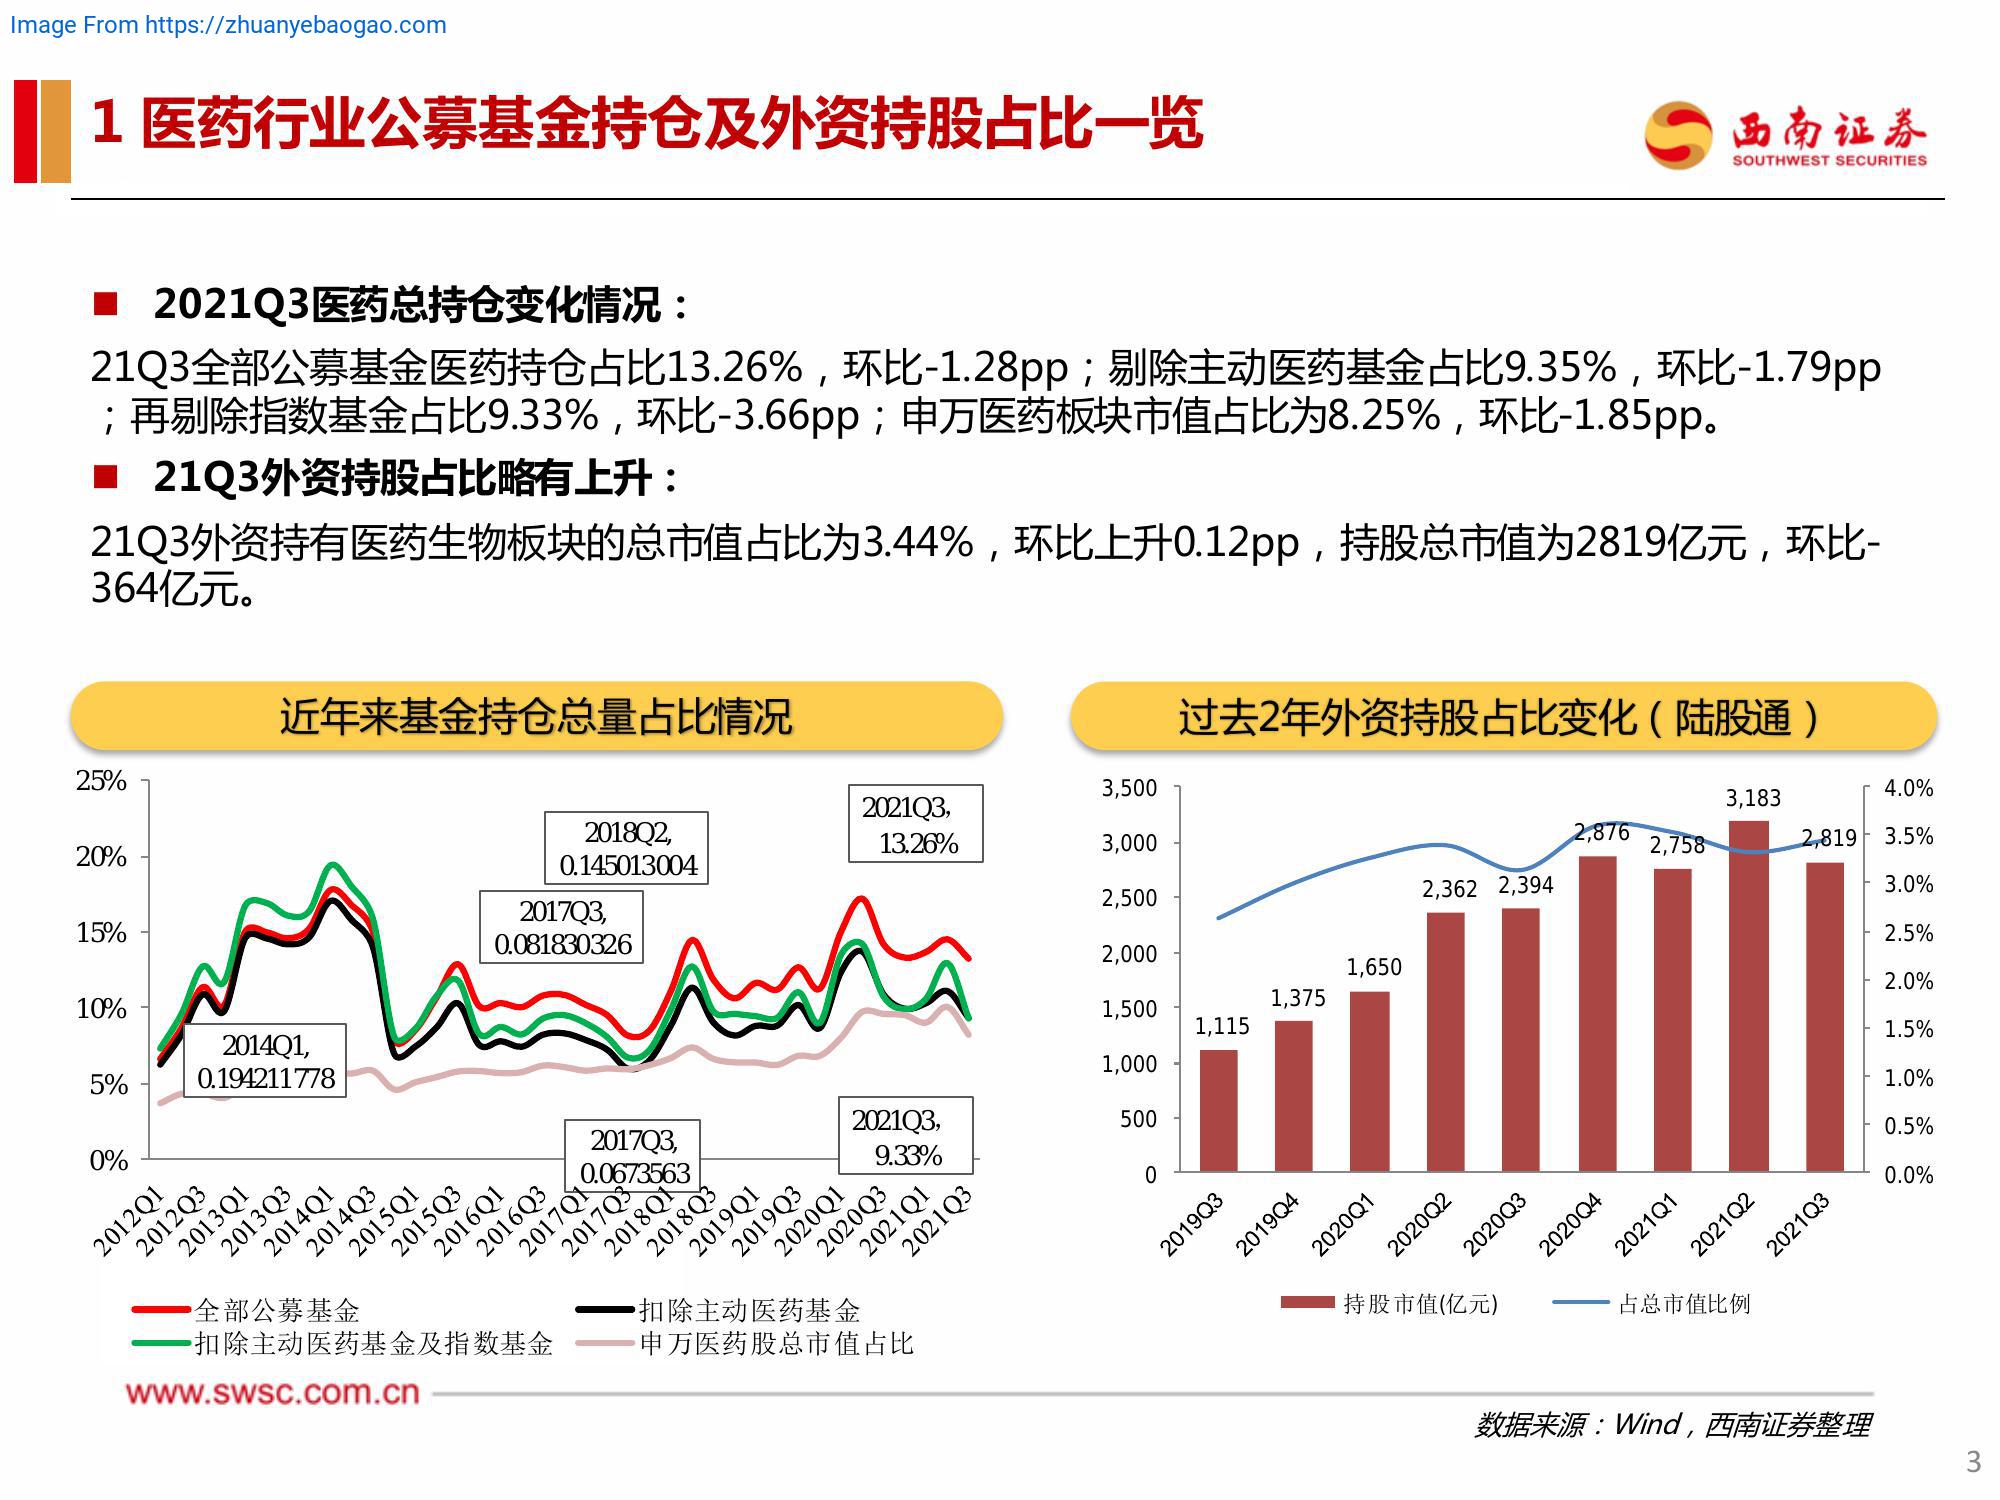 Image From https://zhuanyebaogao.com
1 医药行业公募基金持仓及外资持股占比一览
西南证券
SOUTHWEST SECURITIES
2021Q3医药总持仓变化情况：
21Q3全部公募基金医药持仓占比13.26%，环比-1.28pp；剔除主动医药基金占比9.35%，环比-1.79pp
；再剔除指数基金占比9.33%，环比-3.66pp；申万医药板块市值占比为8.25%，环比-1.85pp。
21Q3外资持股占比略有上升：
21Q3外资持有医药生物板块的总市值占比为3.44%，环比上升0.12pp，持股总市值为2819亿元，环比-
364亿元。
近年来基金持仓总量占比情况
25%
20%
15%
10%
5%
0%
2018Q2,
0.145013004
2017Q3,
0.081830326
2021Q3，
13.26%
2014Q1,
0.194211778
2017Q3,
0.0673563
2021Q3，
9.33%
2012Q1
2012Q3
2013Q1
2013Q3
2014Q1
2014Q3
2015Q1
2015Q3
2016Q1
2016Q3
2017Q1
2017Q3
2018Q1
2018Q3
2019Q1
2019Q3
2020Q1
2020Q3
2021Q1
2021Q3
全部公募基金
扣除主动医药基金
扣除主动医药基金及指数基金
申万医药股总市值占比
过去2年外资持股占比变化（陆股通）
3,500
3,000
2,500
2,000
1,500
1,000
500
0
4.0%
3.5%
3.0%
2.5%
2.0%
1.5%
1.0%
0.5%
0.0%
1,115
1,375
1,650
2,362
2,394
2,876
2,758
3,183
2,819
2019Q3
2019Q4
2020Q1
2020Q2
2020Q3
2020Q4
2021Q1
2021Q2
2021Q3
持股市值(亿元)
占总市值比例
www.swsc.com.cn
数据来源：Wind，西南证券整理
3